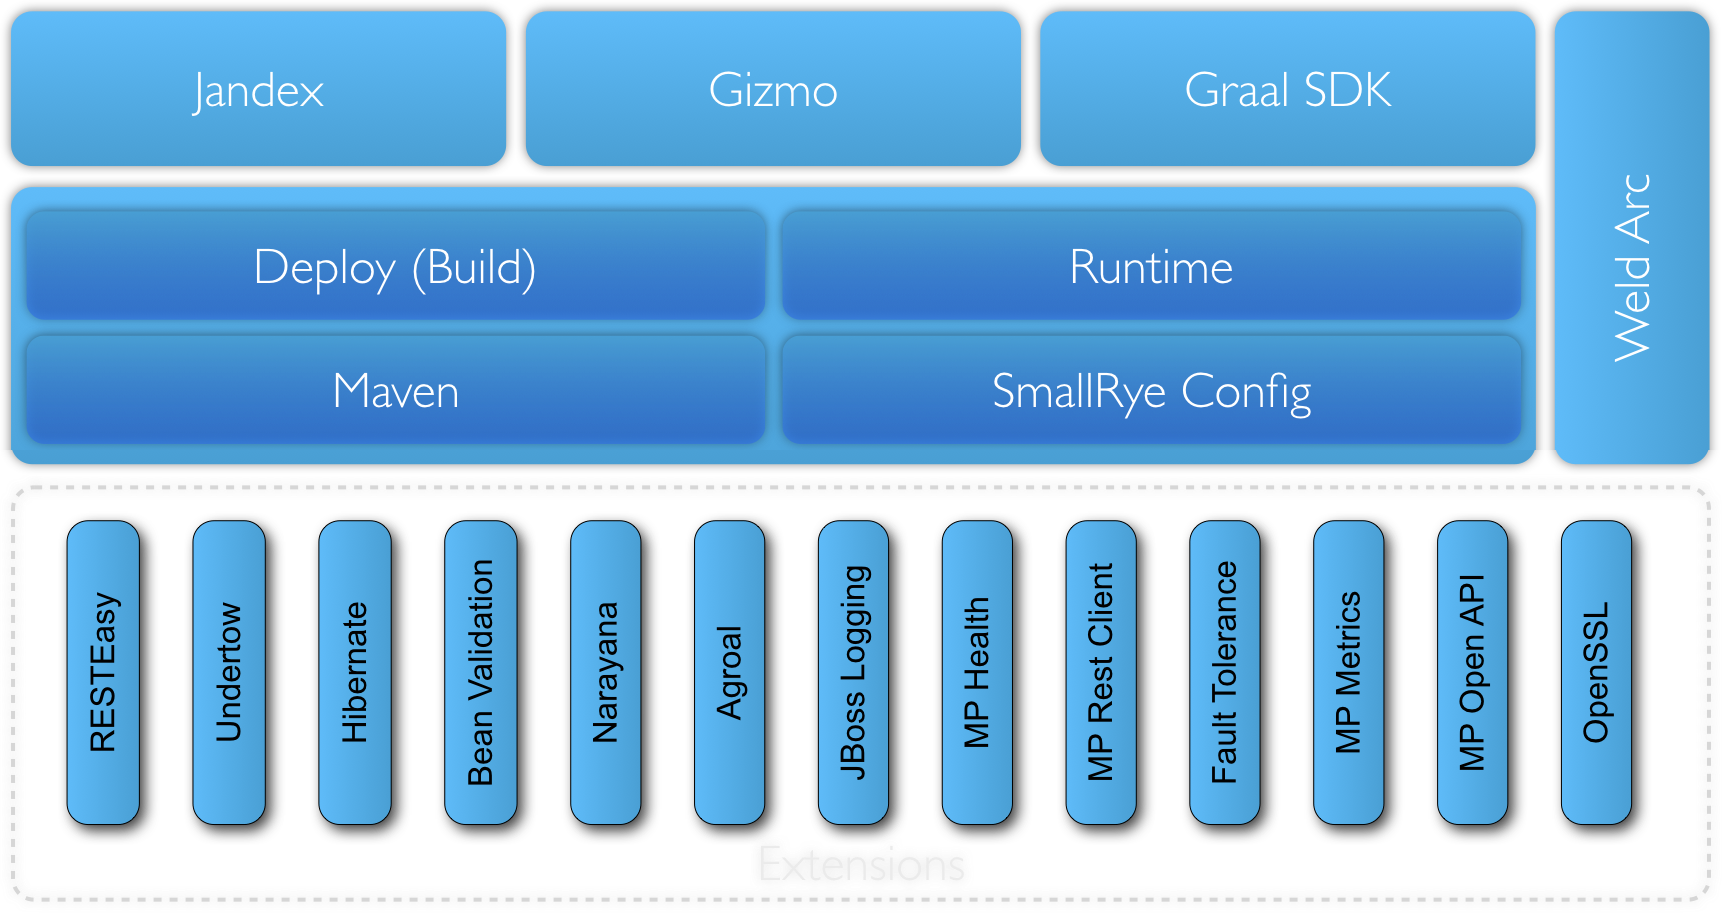 Jandex
Gizmo
Graal SDK
Weld Arc
Deploy (Build)
Runtime
Maven
SmallRye Config
RESTEasy
Undertow
Hibernate
Bean Validation
Narayana
Agroal
JBoss Logging
MP Health
MP Rest Client
Fault Tolerance
MP Metrics
MP Open API
OpenSSL
Extensions